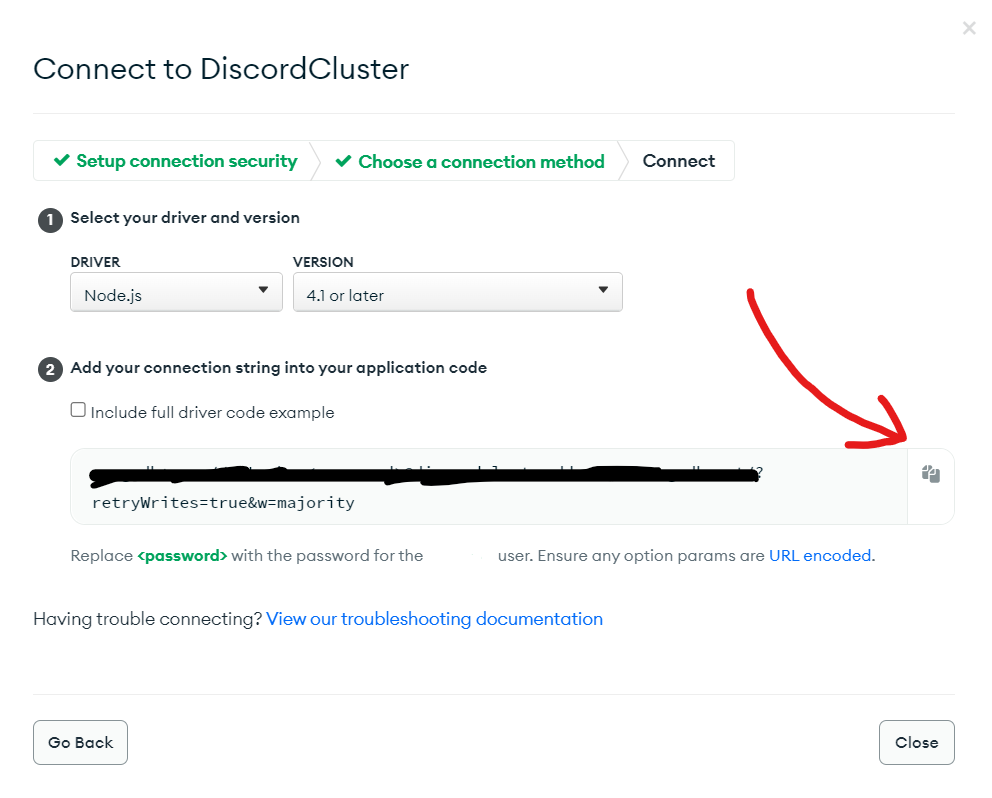 Connect to DiscordCluster
Setup connection security
Choose a connection method
Connect
1 Select your driver and version
DRIVER
VERSION
Node.js
4.1 or later
2 Add your connection string into your application code
Include full driver code example
?
retryWrites=true&w=majority
Replace <password> with the password for the user. Ensure any option params are URL encoded.
Having trouble connecting? View our troubleshooting documentation
Go Back
Close